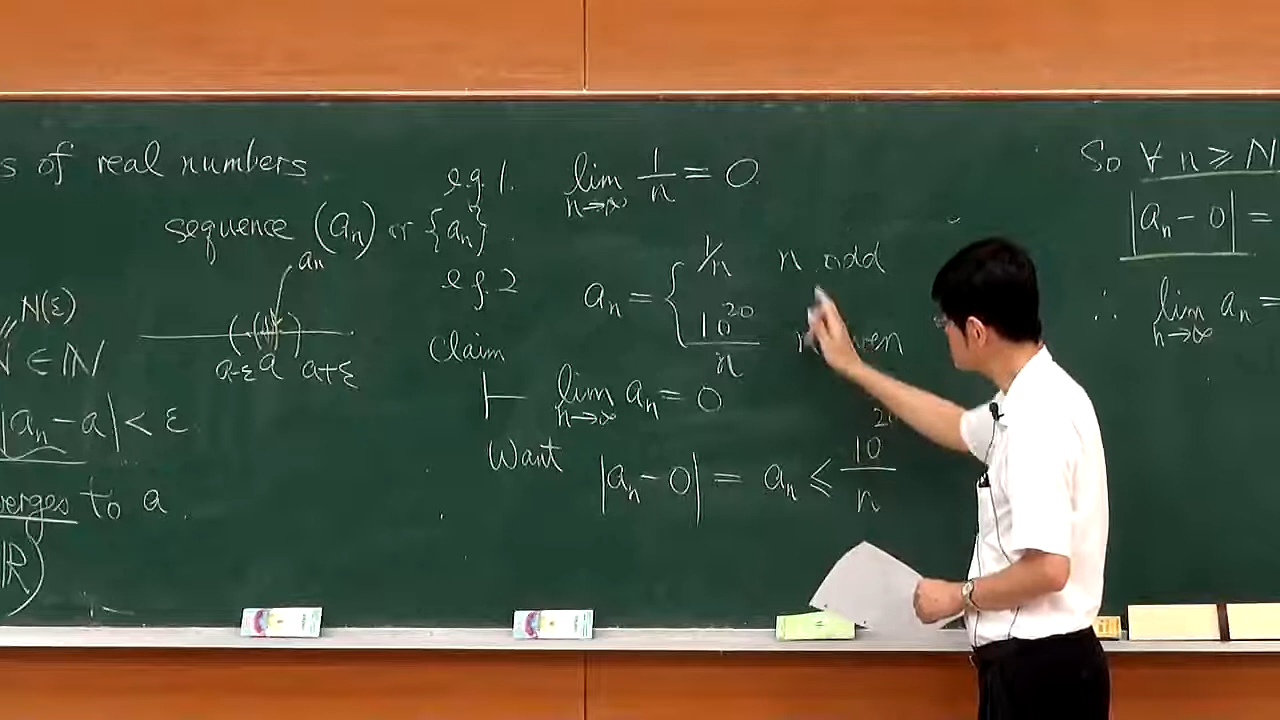 s of real numbers
sequence (aₙ) or {aₙ}.
aₙ
N(ε)
N ∈ ℕ
a-ε a a+ε
|aₙ - a| < ε
verges to a.
ℝ)
e.g. 1. lim n→∞ 1/n = 0.
e.g. 2 aₙ = { 1/n n odd
10²⁰/n n even
Claim
⊢ lim n→∞ aₙ = 0
Want |aₙ - 0| = aₙ ≤ 10²⁰/n
So ∀ n ≥ N
|aₙ - 0| =
∴ lim n→∞ aₙ =